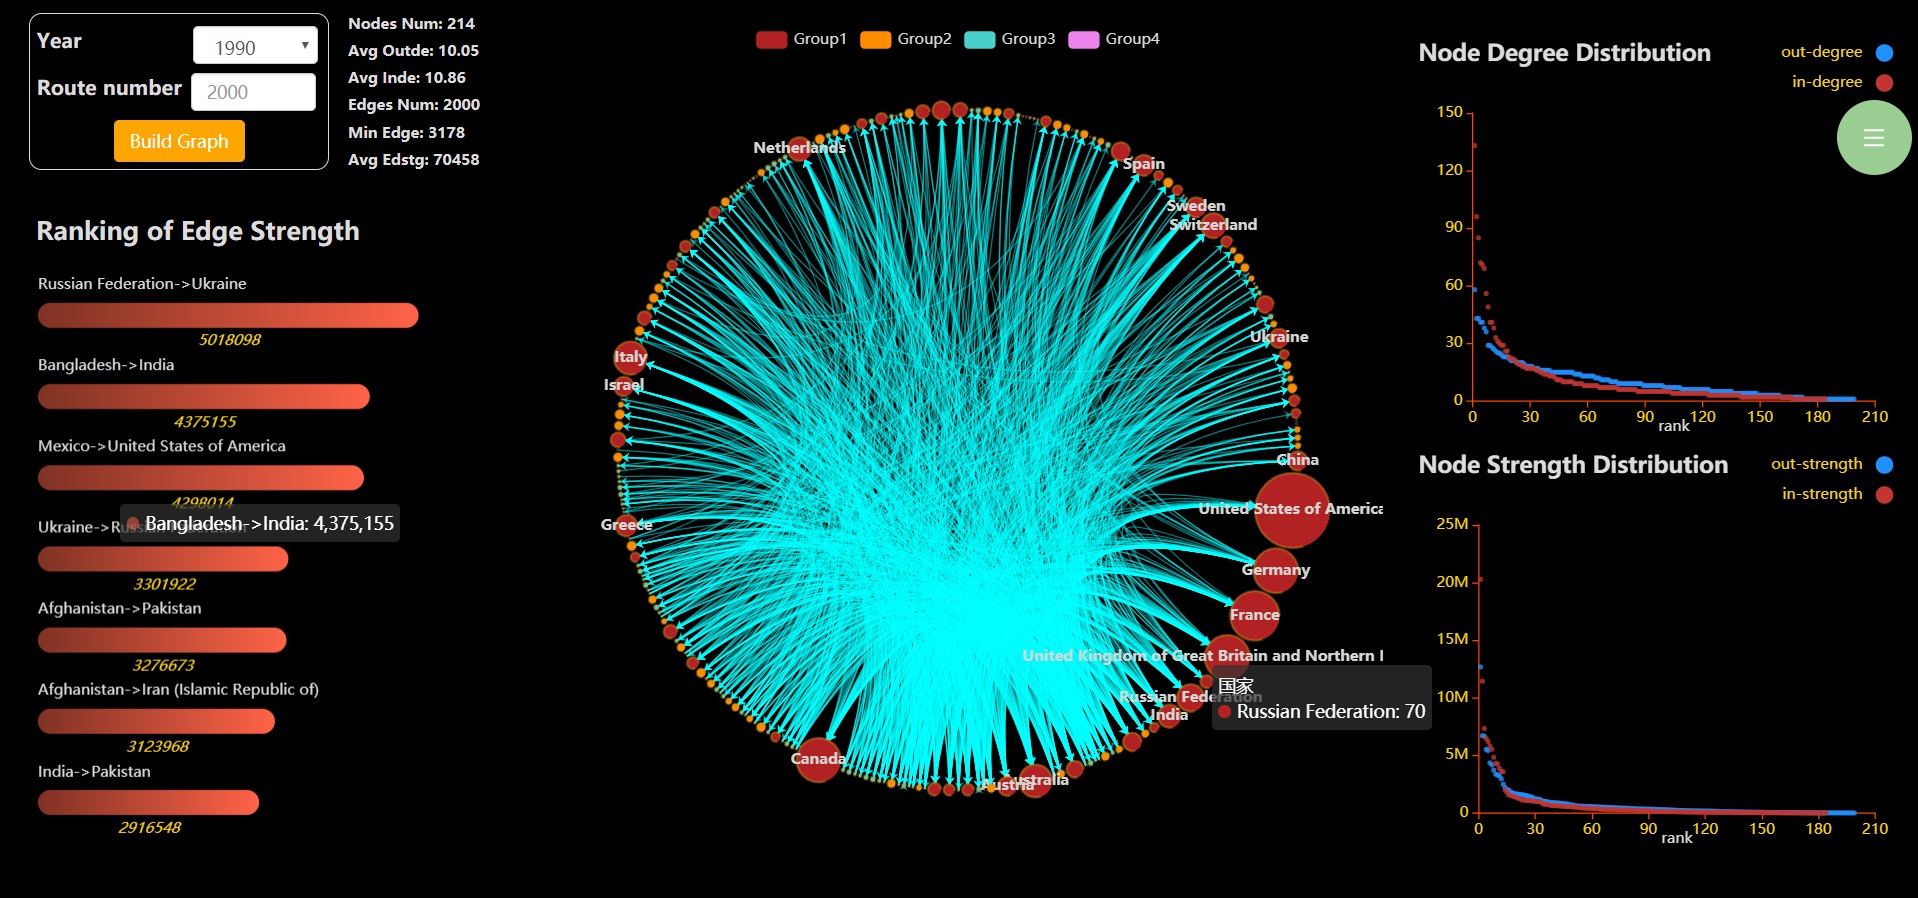 Year
1990
Route number
2000
Build Graph
Nodes Num: 214
Avg Outde: 10.05
Avg Inde: 10.86
Edges Num: 2000
Min Edge: 3178
Avg Edstg: 70458
Ranking of Edge Strength
Russian Federation->Ukraine
5018098
Bangladesh->India
4375155
Mexico->United States of America
4298014
Bangladesh->India: 4,375,155
Ukraine->Russian Federation
3301922
Afghanistan->Pakistan
3276673
Afghanistan->Iran (Islamic Republic of)
3123968
India->Pakistan
2916548
Group1 Group2 Group3 Group4
Netherlands
Spain
Sweden
Switzerland
Ukraine
Italy
Israel
China
United States of America
Greece
Germany
France
United Kingdom of Great Britain and Northern I
Russian Federation
India
国家
Russian Federation: 70
Canada
Austria
ustralia
Node Degree Distribution
out-degree
in-degree
150
120
90
60
30
0
0 30 60 90 120 150 180 210
rank
Node Strength Distribution
out-strength
in-strength
25M
20M
15M
10M
5M
0
0 30 60 90 120 150 180 210
rank